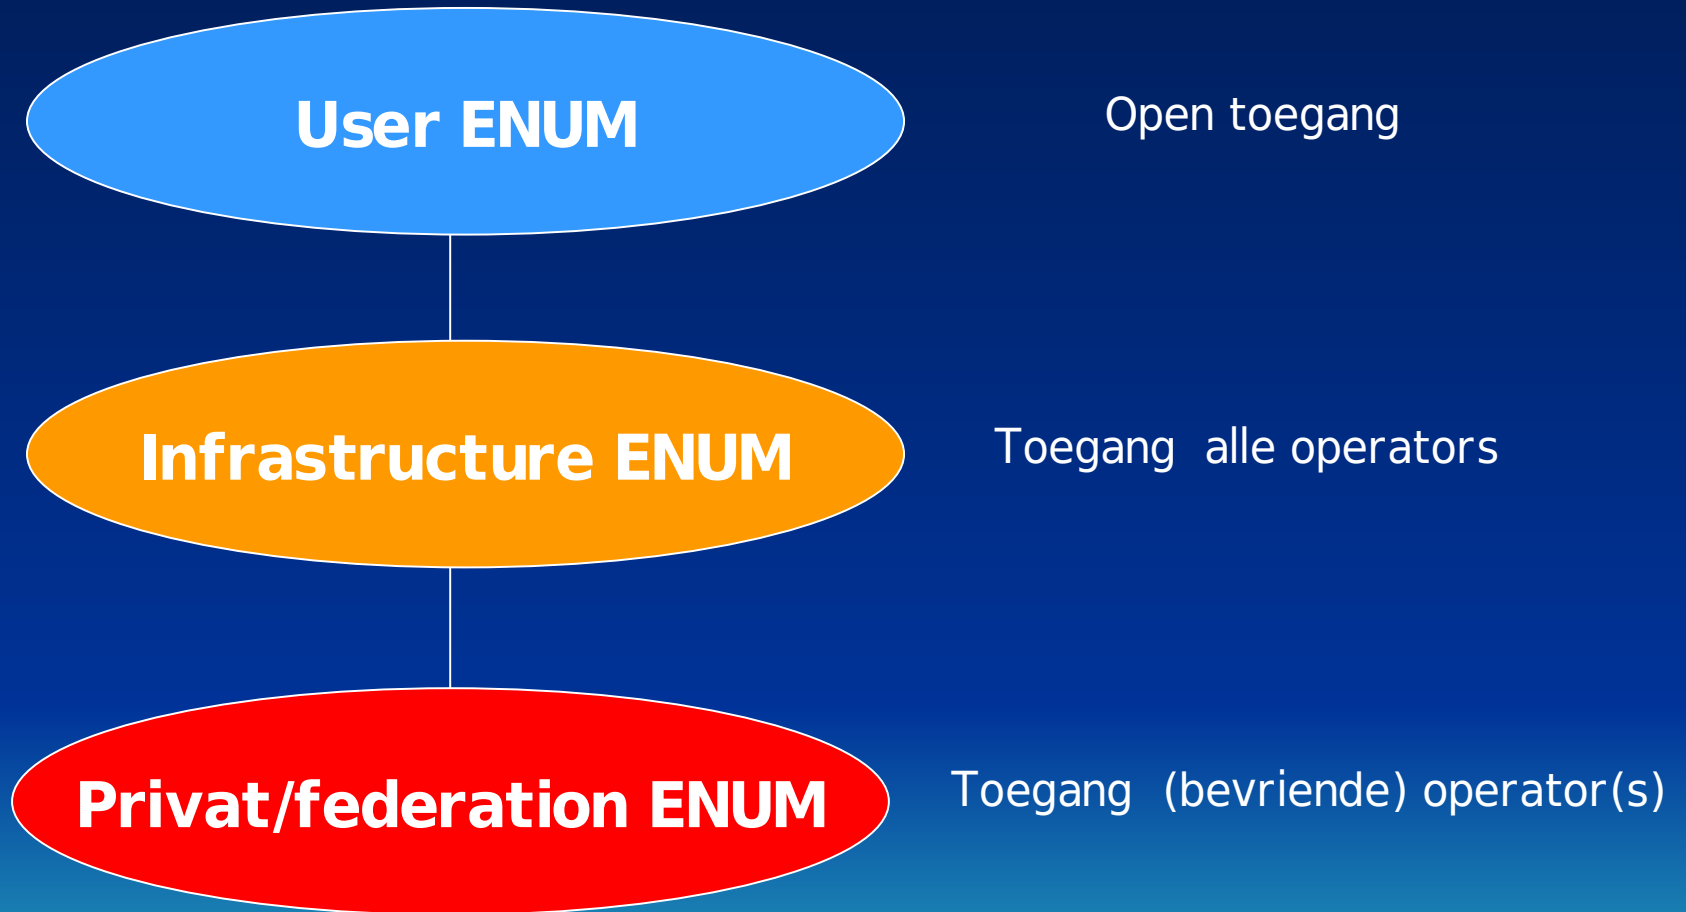 User ENUM
Open toegang
Infrastructure ENUM
Toegang alle operators
Privat/federation ENUM
Toegang (bevriende) operator(s)